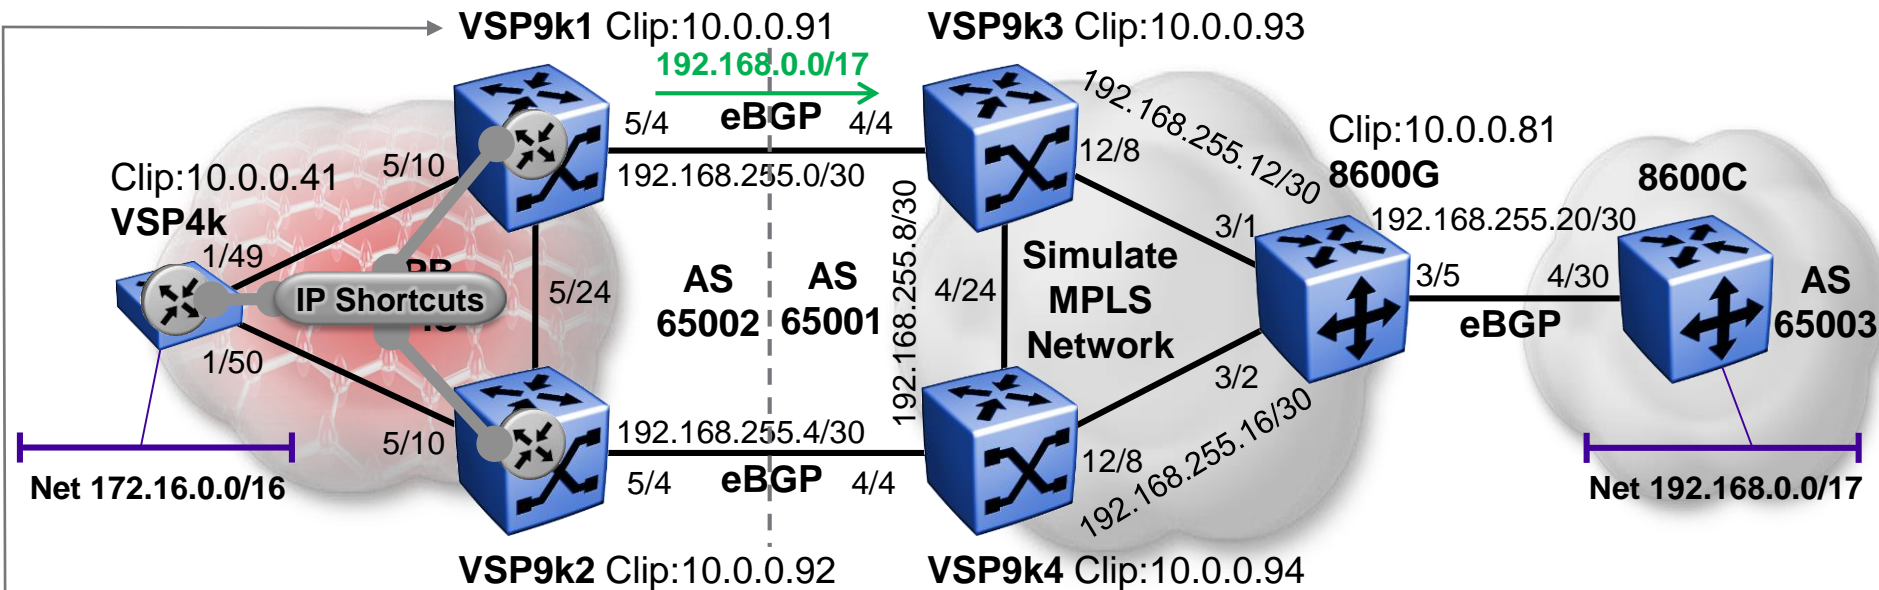 VSP9k1 Clip:10.0.0.91
VSP9k3 Clip:10.0.0.93
192.168.0.0/17
eBGP
5/4
4/4
192.168.255.0/30
5/10
Clip:10.0.0.41
VSP4k
1/49
IP Shortcuts
1/50
5/10
5/24
AS
65002
AS
65001
192.168.255.8/30
4/24
Simulate
MPLS
Network
12/8
192.168.255.12/30
Clip:10.0.0.81
8600G
3/1
192.168.255.20/30
3/5
4/30
eBGP
8600C
AS
65003
3/2
192.168.255.16/30
12/8
192.168.255.4/30
5/4
eBGP
4/4
Net 172.16.0.0/16
Net 192.168.0.0/17
VSP9k2 Clip:10.0.0.92
VSP9k4 Clip:10.0.0.94